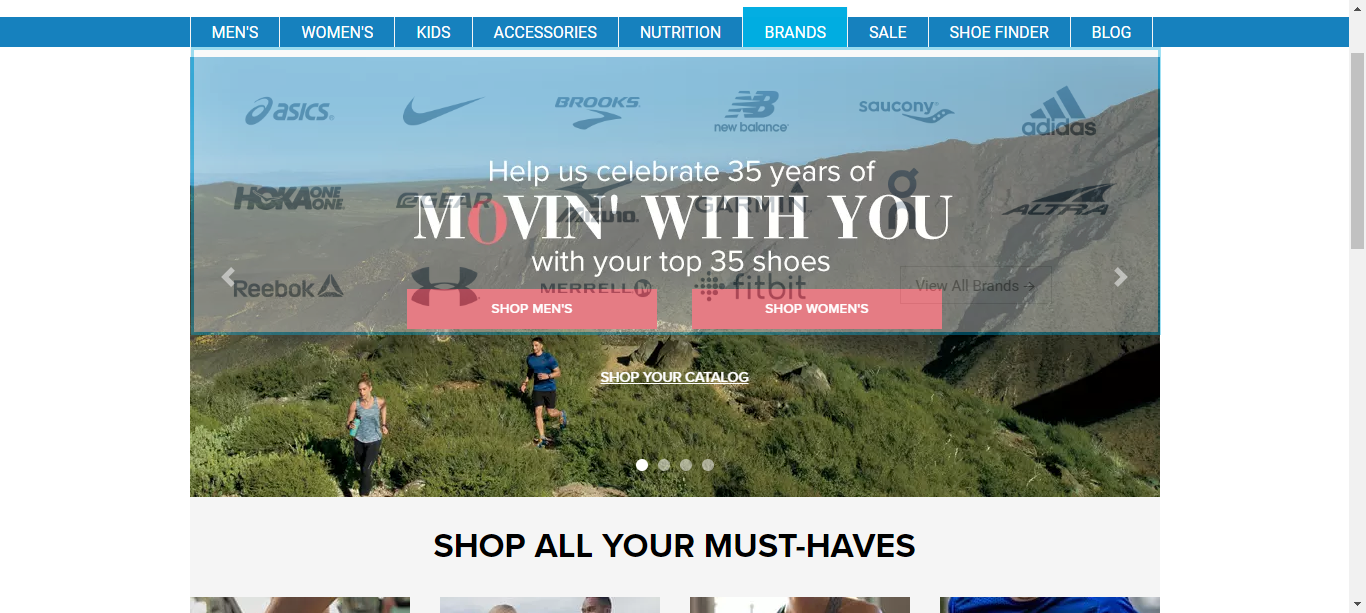 MEN'S WOMEN'S KIDS ACCESSORIES NUTRITION BRANDS SALE SHOE FINDER BLOG
asics BROOKS new balance saucony adidas
Help us celebrate 35 years of
HOKA ONE ONE GEAR MIZUNO GARMIN On ALTRA
MOVIN' WITH YOU
with your top 35 shoes
Reebok MERRELL fitbit View All Brands →
SHOP MEN'S SHOP WOMEN'S
SHOP YOUR CATALOG
SHOP ALL YOUR MUST-HAVES